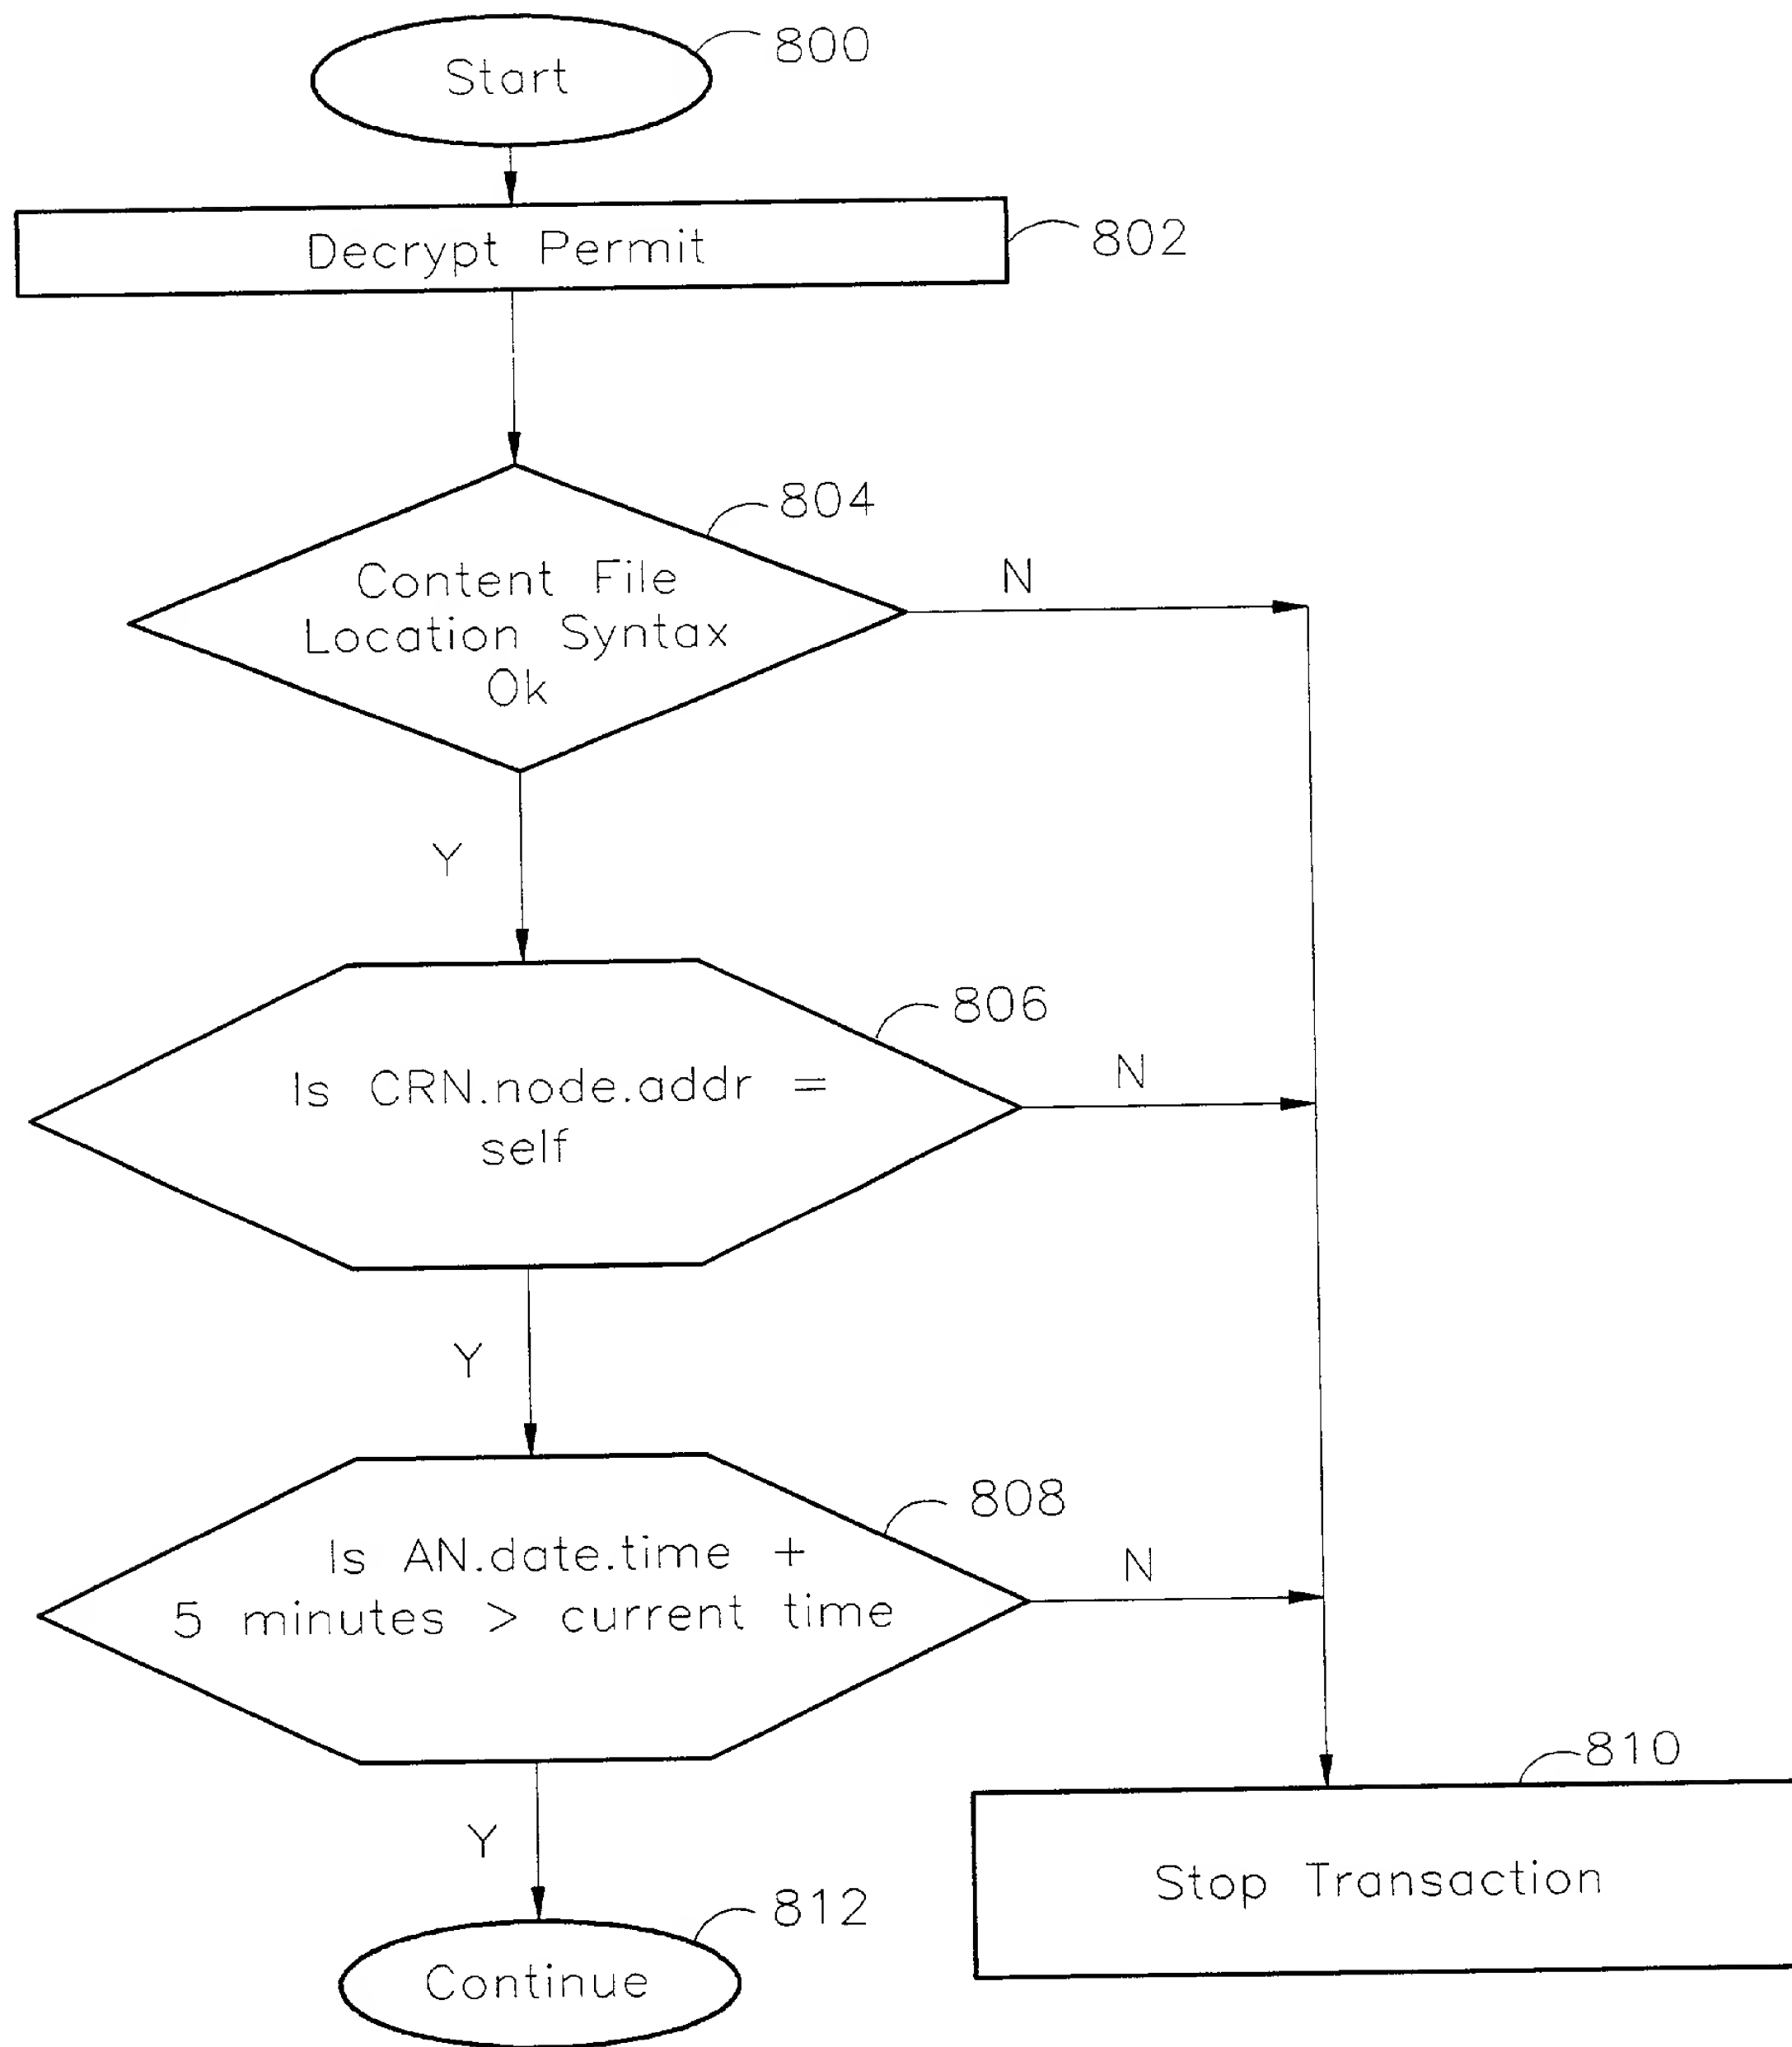 800
Start
802
Decrypt Permit
804
Content File
Location Syntax
Ok
N
Y
806
Is CRN.node.addr =
self
N
Y
808
Is AN.date.time +
5 minutes > current time
N
Y
810
Stop Transaction
812
Continue